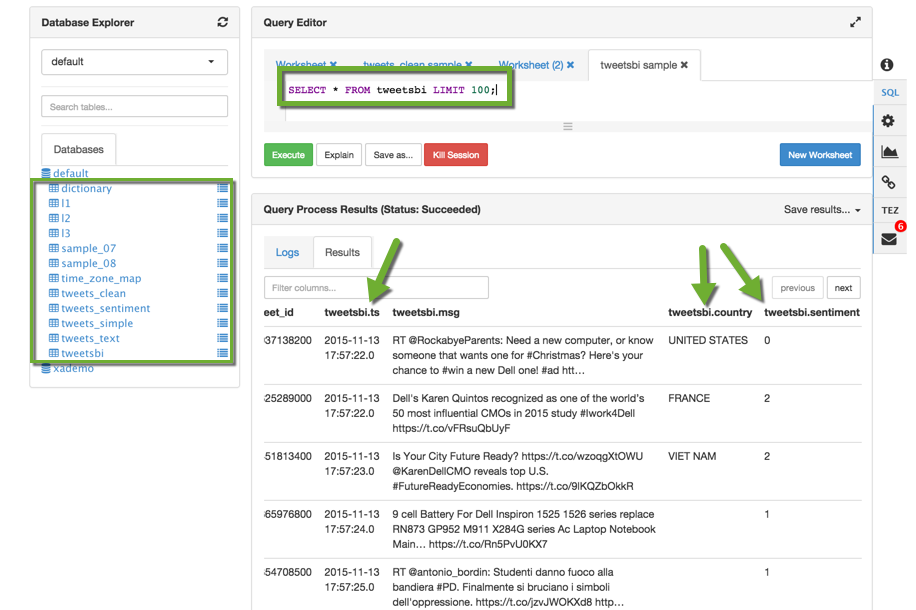 Database Explorer
default
Search tables...
Databases
default
dictionary
l1
l2
l3
sample_07
sample_08
time_zone_map
tweets_clean
tweets_sentiment
tweets_simple
tweets_text
tweetsbi
xademo
Query Editor
Worksheet ✖ tweets_clean sample ✖ Worksheet (2) ✖ tweetsbi sample ✖
SELECT * FROM tweetsbi LIMIT 100;
Execute Explain Save as... Kill Session New Worksheet
Query Process Results (Status: Succeeded) Save results...
Logs Results
Filter columns... previous next
eet_id tweetsbi.ts tweetsbi.msg tweetsbi.country tweetsbi.sentiment
37138200 2015-11-13 RT @RockabyeParents: Need a new computer, or know UNITED STATES 0
17:57:22.0 someone that wants one for #Christmas? Here's your
chance to #win a new Dell one! #ad htt…
25289000 2015-11-13 Dell's Karen Quintos recognized as one of the world's FRANCE 2
17:57:22.0 50 most influential CMOs in 2015 study #Iwork4Dell
https://t.co/vFRsuQbUyF
51813400 2015-11-13 Is Your City Future Ready? https://t.co/wzoqgXtOWU VIET NAM 2
17:57:23.0 @KarenDellCMO reveals top U.S.
#FutureReadyEconomies. https://t.co/9lKQZbOkkR
65976800 2015-11-13 9 cell Battery For Dell Inspiron 1525 1526 series replace 1
17:57:24.0 RN873 GP952 M911 X284G series Ac Laptop Notebook
Main… https://t.co/Rn5PvU0KX7
54708500 2015-11-13 RT @antonio_bordin: Studenti danno fuoco alla 1
17:57:25.0 bandiera #PD. Finalmente si bruciano i simboli
dell'oppressione. https://t.co/jzvJWOKXd8 http…
SQL
TEZ
6